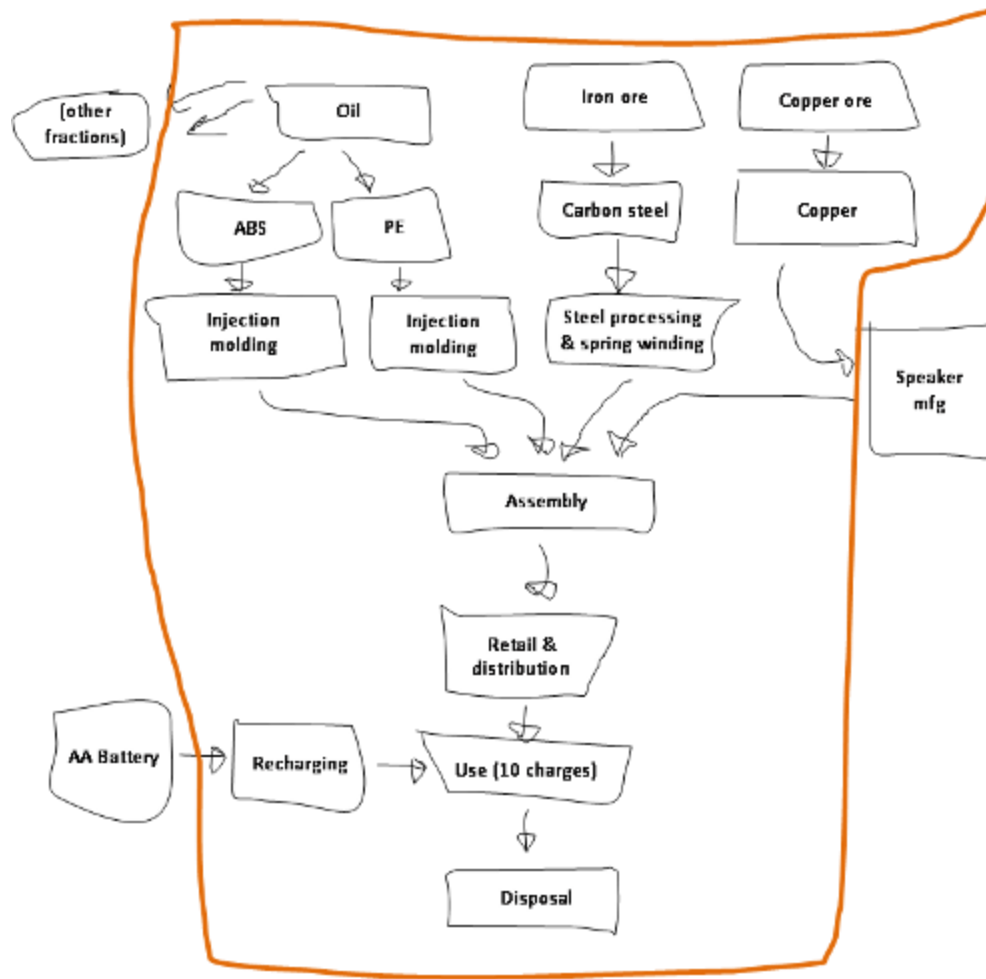 (other
fractions)
Oil
Iron ore
Copper ore
ABS
PE
Carbon steel
Copper
Injection
molding
Injection
molding
Steel processing
& spring winding
Speaker
mfg
Assembly
Retail &
distribution
AA Battery
Recharging
Use (10 charges)
Disposal